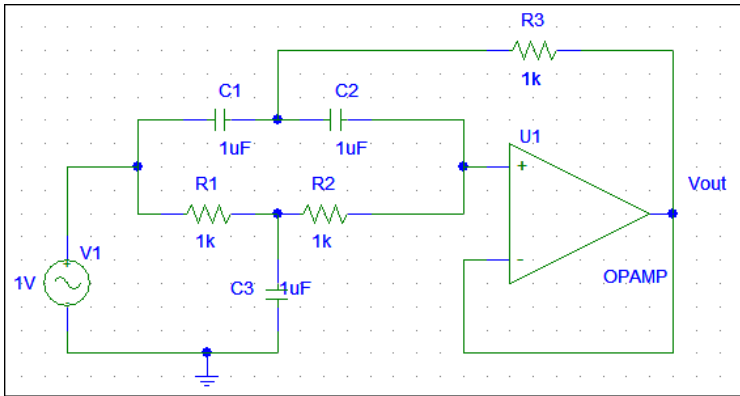 R3
1k
C1
C2
1uF
1uF
U1
+
R1
R2
Vout
1k
1k
-
V1
+
1V
-
C3
1uF
OPAMP